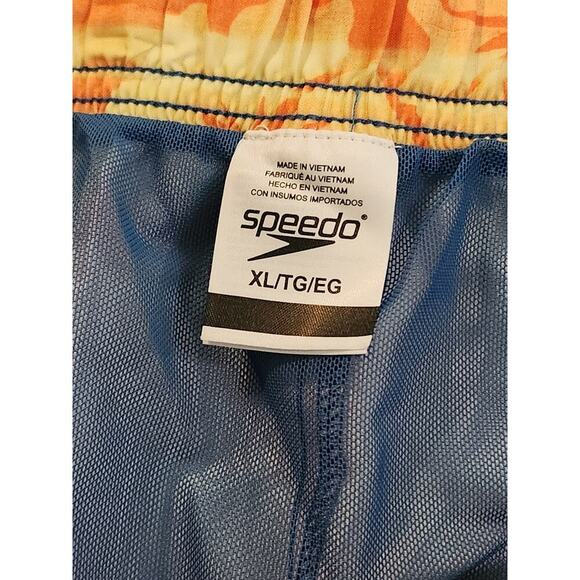 MADE IN VIETNAM
FABRIQUÉ AU VIETNAM
HECHO EN VIETNAM
CON INSUMOS IMPORTADOS
speedo®
XL/TG/EG